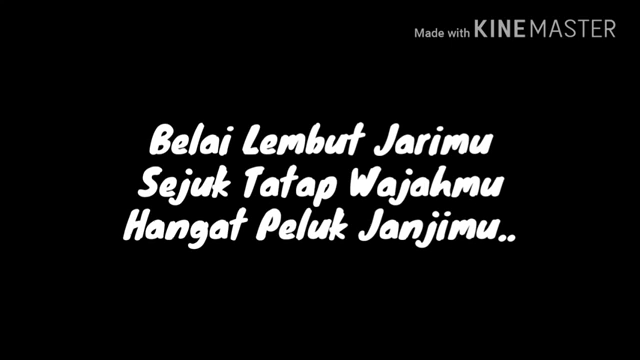 Made with KINEMASTER
Belai Lembut Jarimu
Sejuk Tatap Wajahmu
Hangat Peluk Janjimu..